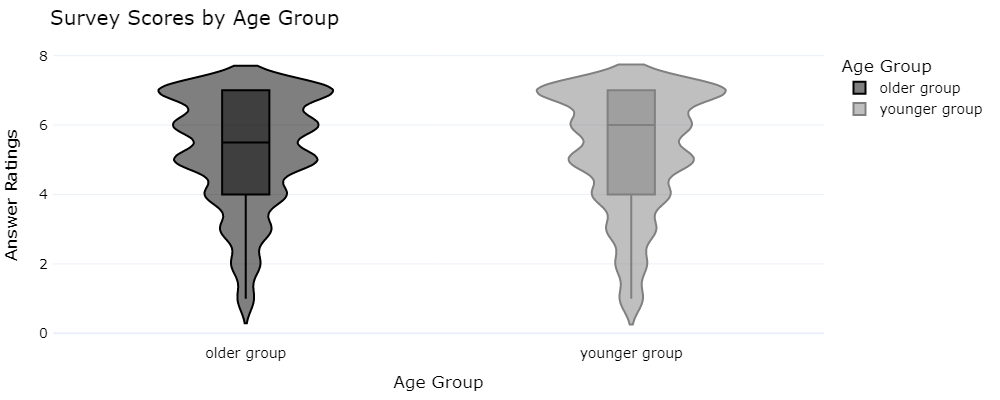 Survey Scores by Age Group
8
6
4
2
0
Answer Ratings
older group
younger group
Age Group
Age Group
older group
younger group